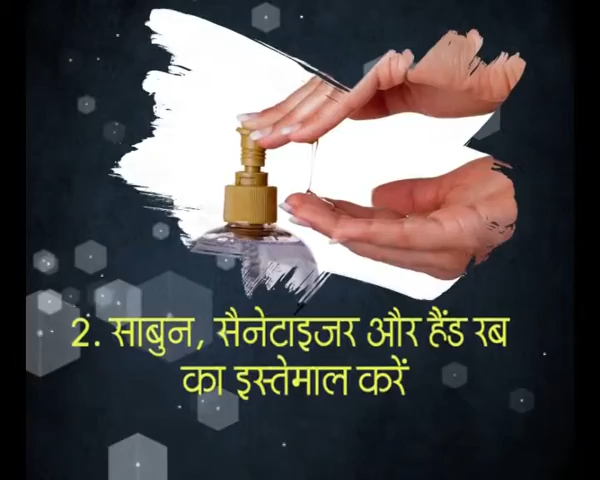 2. साबुन, सैनेटाइजर और हैंड रब
का इस्तेमाल करें